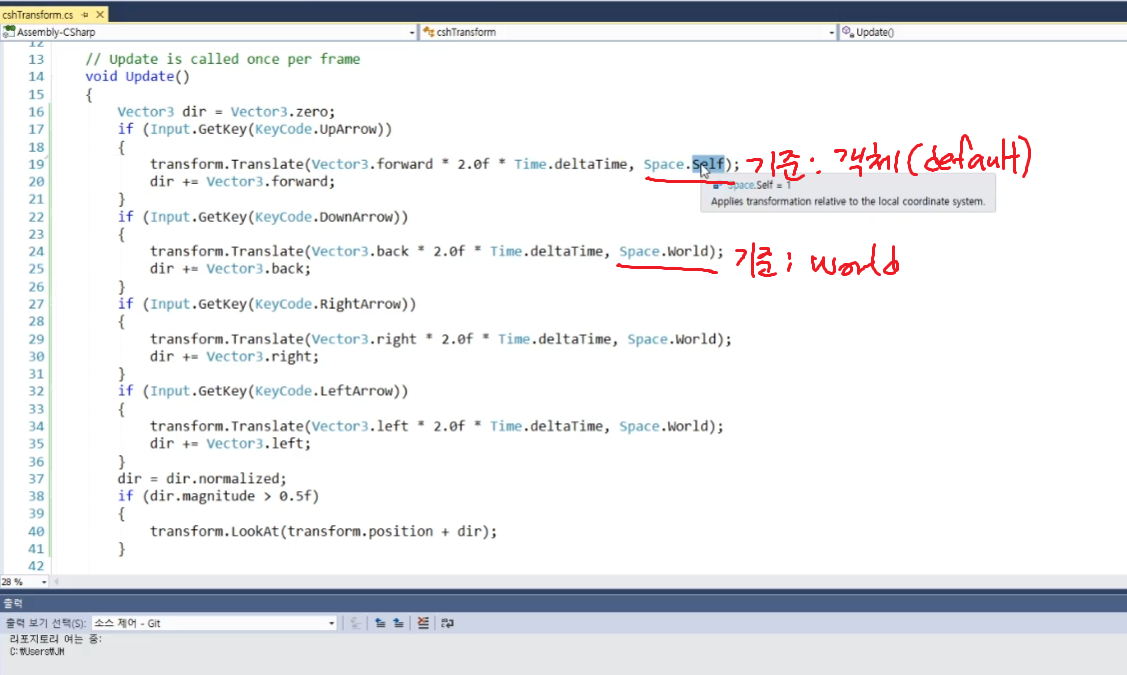 cshTransform.cs
Assembly-CSharp cshTransform Update()
12
13 // Update is called once per frame
14 void Update()
15 {
16 Vector3 dir = Vector3.zero;
17 if (Input.GetKey(KeyCode.UpArrow))
18 {
19 transform.Translate(Vector3.forward * 2.0f * Time.deltaTime, Space.Self); 기준: 객체(default)
20 dir += Vector3.forward;
Space.Self = 1
Applies transformation relative to the local coordinate system.
21 }
22 if (Input.GetKey(KeyCode.DownArrow))
23 {
24 transform.Translate(Vector3.back * 2.0f * Time.deltaTime, Space.World); 기준: world
25 dir += Vector3.back;
26 }
27 if (Input.GetKey(KeyCode.RightArrow))
28 {
29 transform.Translate(Vector3.right * 2.0f * Time.deltaTime, Space.World);
30 dir += Vector3.right;
31 }
32 if (Input.GetKey(KeyCode.LeftArrow))
33 {
34 transform.Translate(Vector3.left * 2.0f * Time.deltaTime, Space.World);
35 dir += Vector3.left;
36 }
37 dir = dir.normalized;
38 if (dir.magnitude > 0.5f)
39 {
40 transform.LookAt(transform.position + dir);
41 }
42
28 %
출력
출력 보기 선택(S): 소스 제어 - Git
리포지토리 여는 중:
C:₩Users₩JH